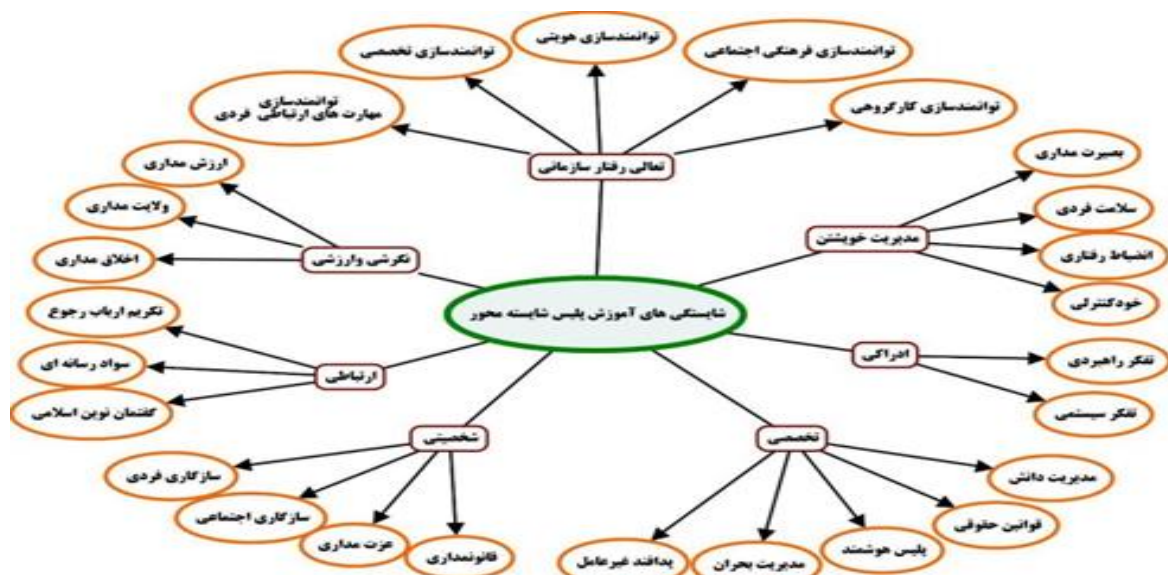 توانمندسازی هویتی
توانمندسازی تخصصی
توانمندسازی فرهنگی اجتماعی
توانمندسازی
مهارت های ارتباطی فردی
توانمندسازی کارگروهی
تعالی رفتار سازمانی
بصیرت مداری
سلامت فردی
انضباط رفتاری
خودکنترلی
مدیریت خویشتن
ارزش مداری
ولایت مداری
اخلاق مداری
نگرشی وارزشی
شایستگی های آموزش پلیس شایسته محور
تکریم ارباب رجوع
سواد رسانه ای
گفتمان نوین اسلامی
ارتباطی
ادراکی
تفکر راهبردی
تفکر سیستمی
شخصیتی
سازگاری فردی
سازگاری اجتماعی
عزت مداری
قانونمداری
تخصصی
مدیریت دانش
قوانین حقوقی
پلیس هوشمند
مدیریت بحران
پدافند غیرعامل